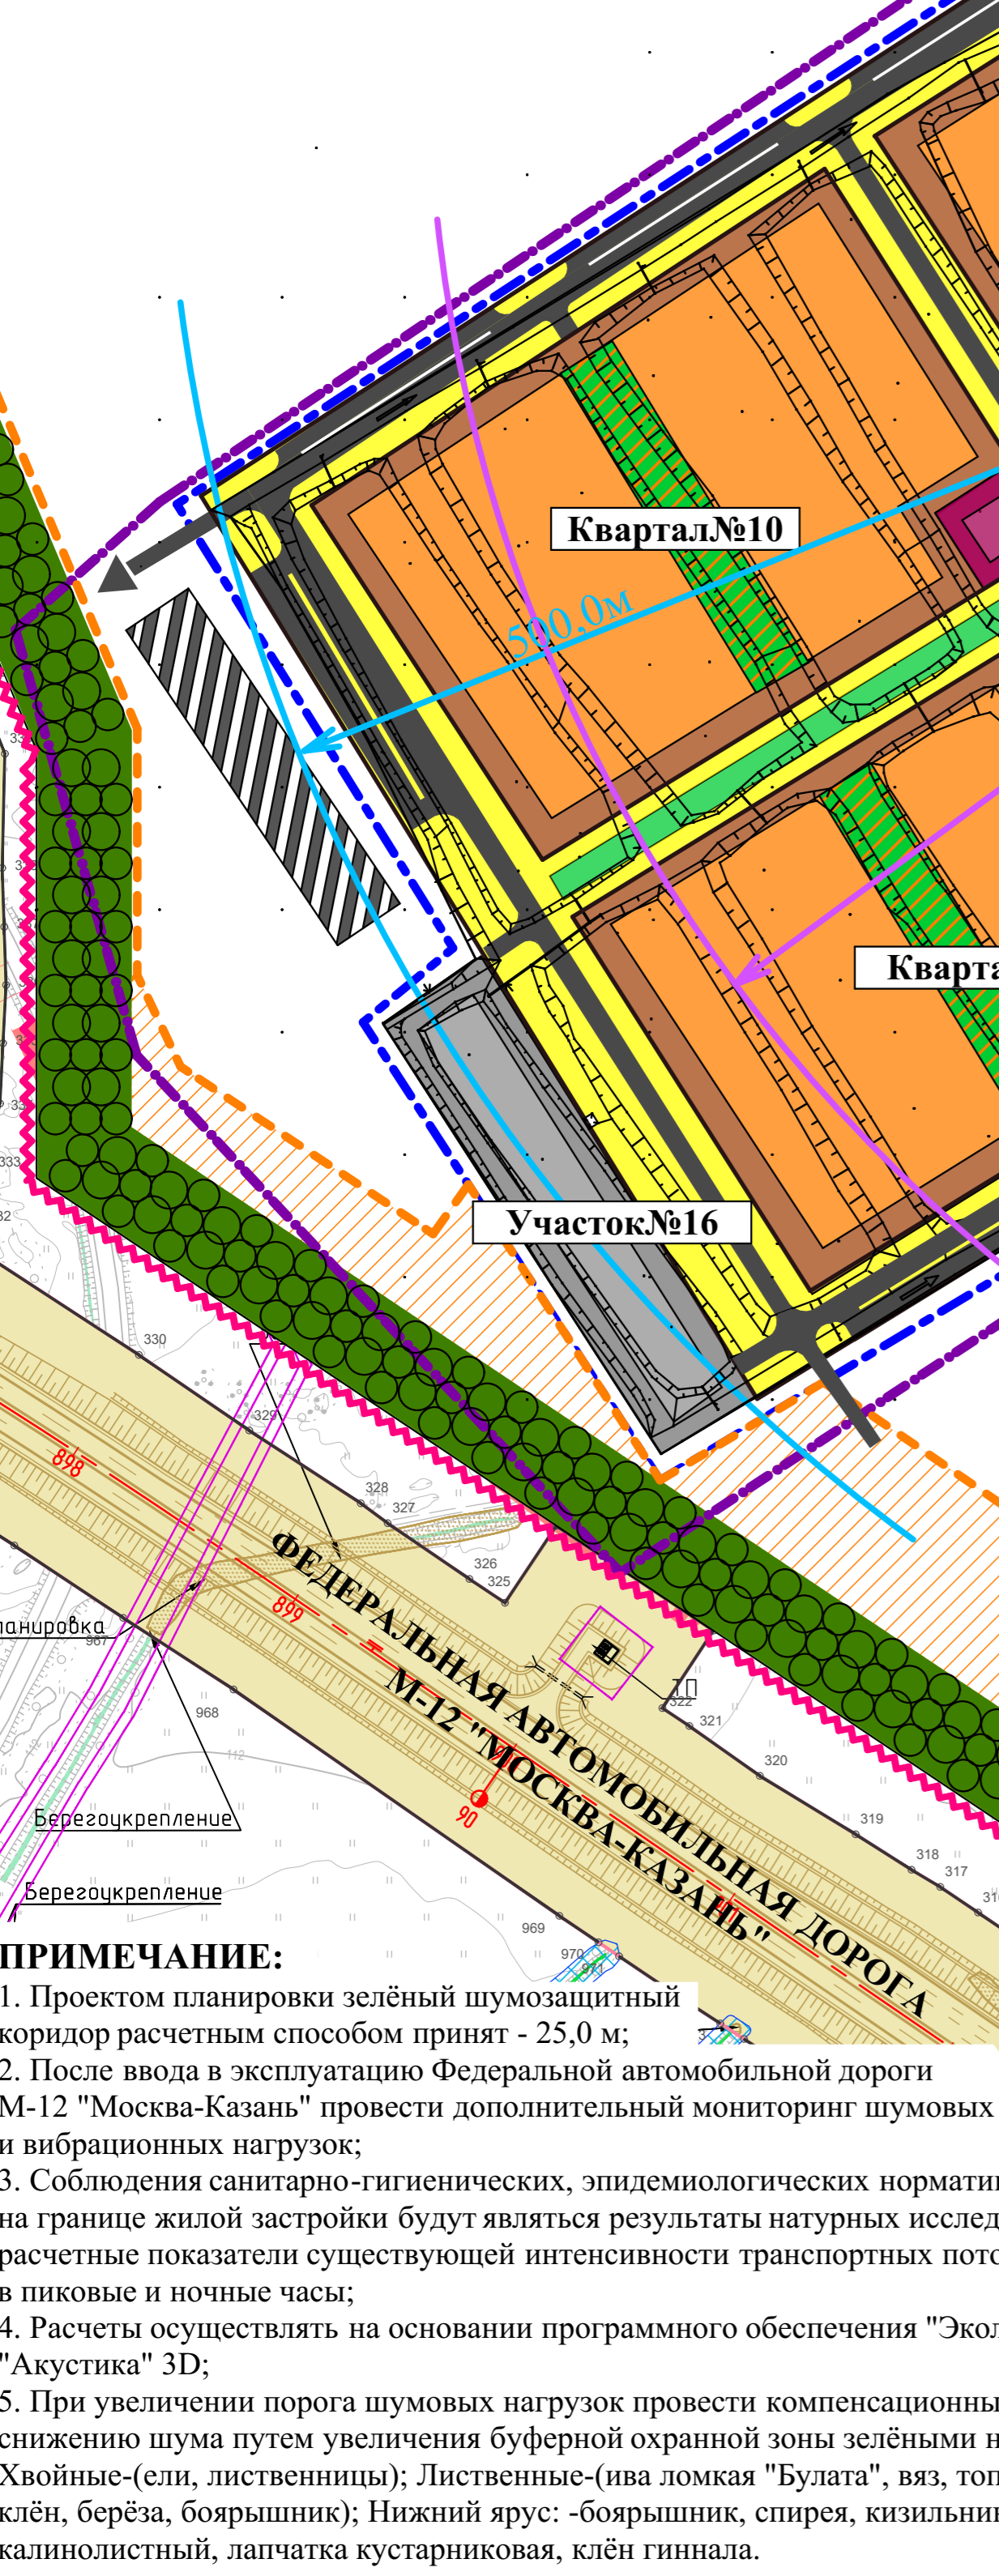 Квартал№10
500,0м
Кварта
Участок№16
330
329
328
327
326
325
898
899
ФЕДЕРАЛЬНАЯ АВТОМОБИЛЬНАЯ ДОРОГА
М-12 "МОСКВА-КАЗАНЬ"
ланировка
967
968
112
ТП
322
321
320
319
318
317
90
Берегоукрепление
Берегоукрепление
969
970
971
ПРИМЕЧАНИЕ:
1. Проектом планировки зелёный шумозащитный
коридор расчетным способом принят - 25,0 м;
2. После ввода в эксплуатацию Федеральной автомобильной дороги
М-12 "Москва-Казань" провести дополнительный мониторинг шумовых
и вибрационных нагрузок;
3. Соблюдения санитарно-гигиенических, эпидемиологических нормати
на границе жилой застройки будут являться результаты натурных исслед
расчетные показатели существующей интенсивности транспортных пото
в пиковые и ночные часы;
4. Расчеты осуществлять на основании программного обеспечения "Экол
"Акустика" 3D;
5. При увеличении порога шумовых нагрузок провести компенсационны
снижению шума путем увеличения буферной охранной зоны зелёными н
Хвойные-(ели, лиственницы); Лиственные-(ива ломкая "Булата", вяз, топ
клён, берёза, боярышник); Нижний ярус: -боярышник, спирея, кизильник
калинолистный, лапчатка кустарниковая, клён гиннала.